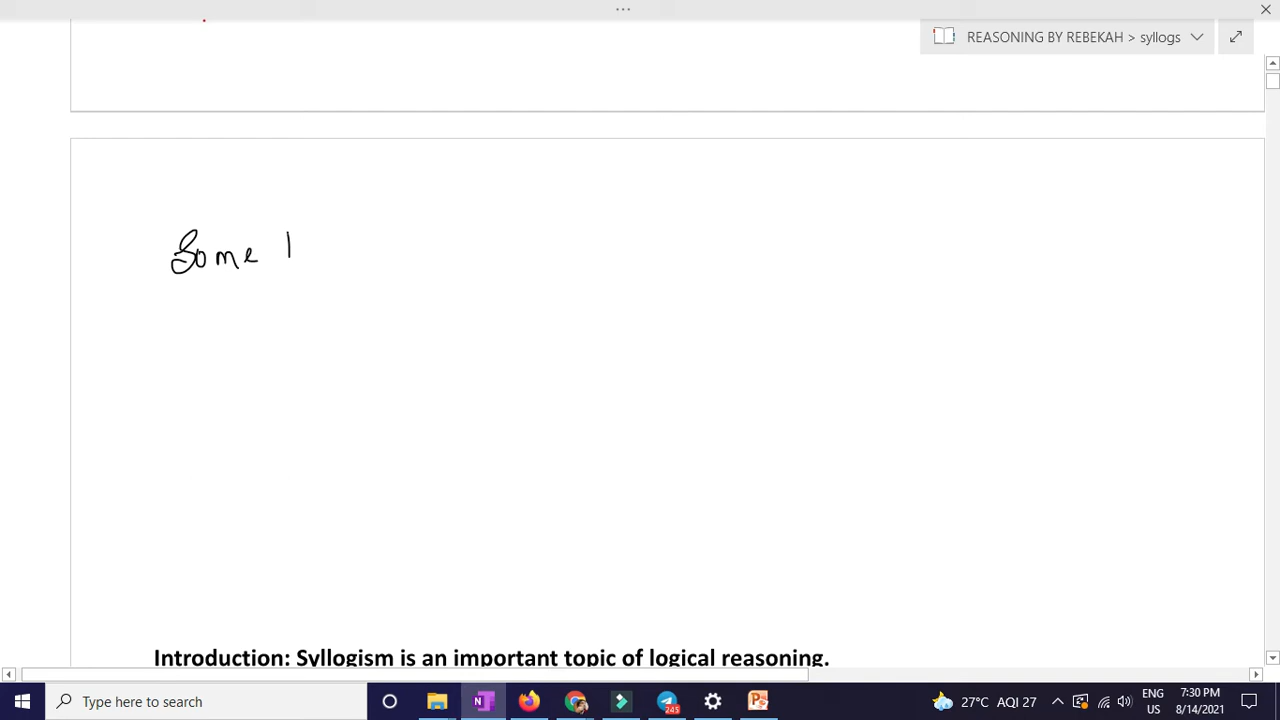 ...
REASONING BY REBEKAH > syllogs
Some
Introduction: Syllogism is an important topic of logical reasoning.
Type here to search
245
27°C AQI 27
ENG
US
7:30 PM
8/14/2021